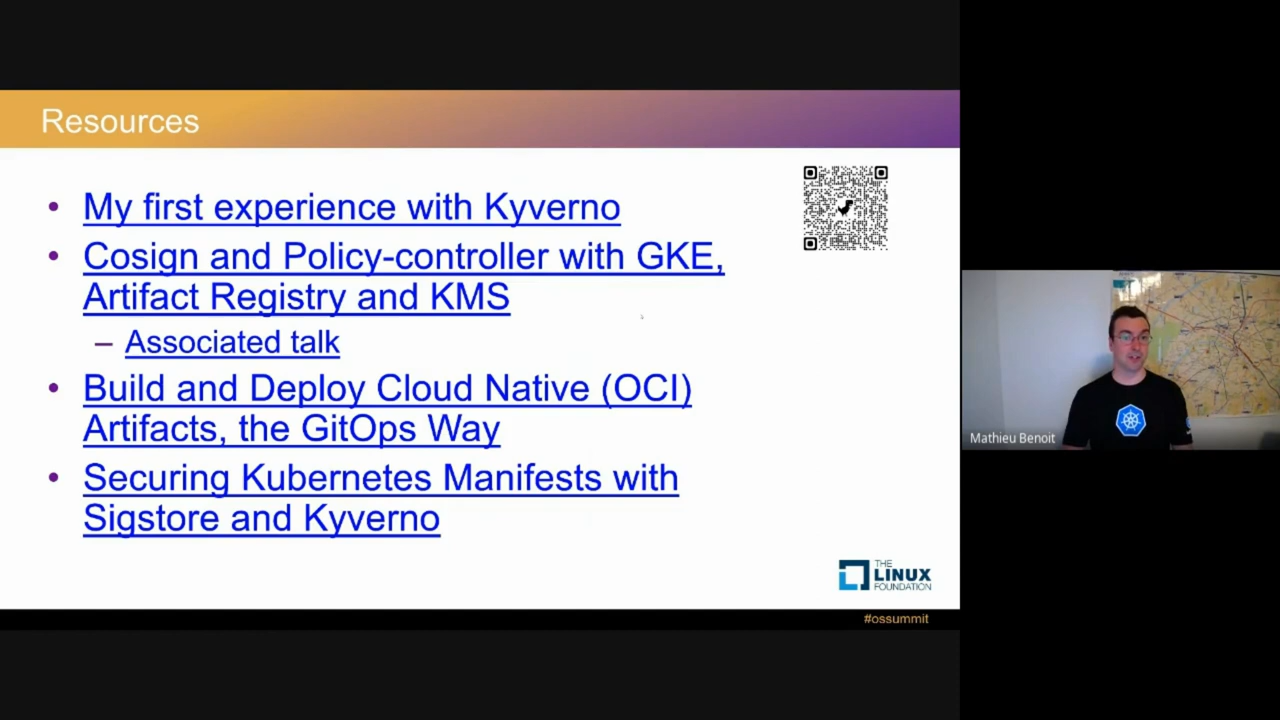 Resources
• My first experience with Kyverno
• Cosign and Policy-controller with GKE,
Artifact Registry and KMS
– Associated talk
• Build and Deploy Cloud Native (OCI)
Artifacts, the GitOps Way
• Securing Kubernetes Manifests with
Sigstore and Kyverno
THE
LINUX
FOUNDATION
#ossummit
Mathieu Benoit